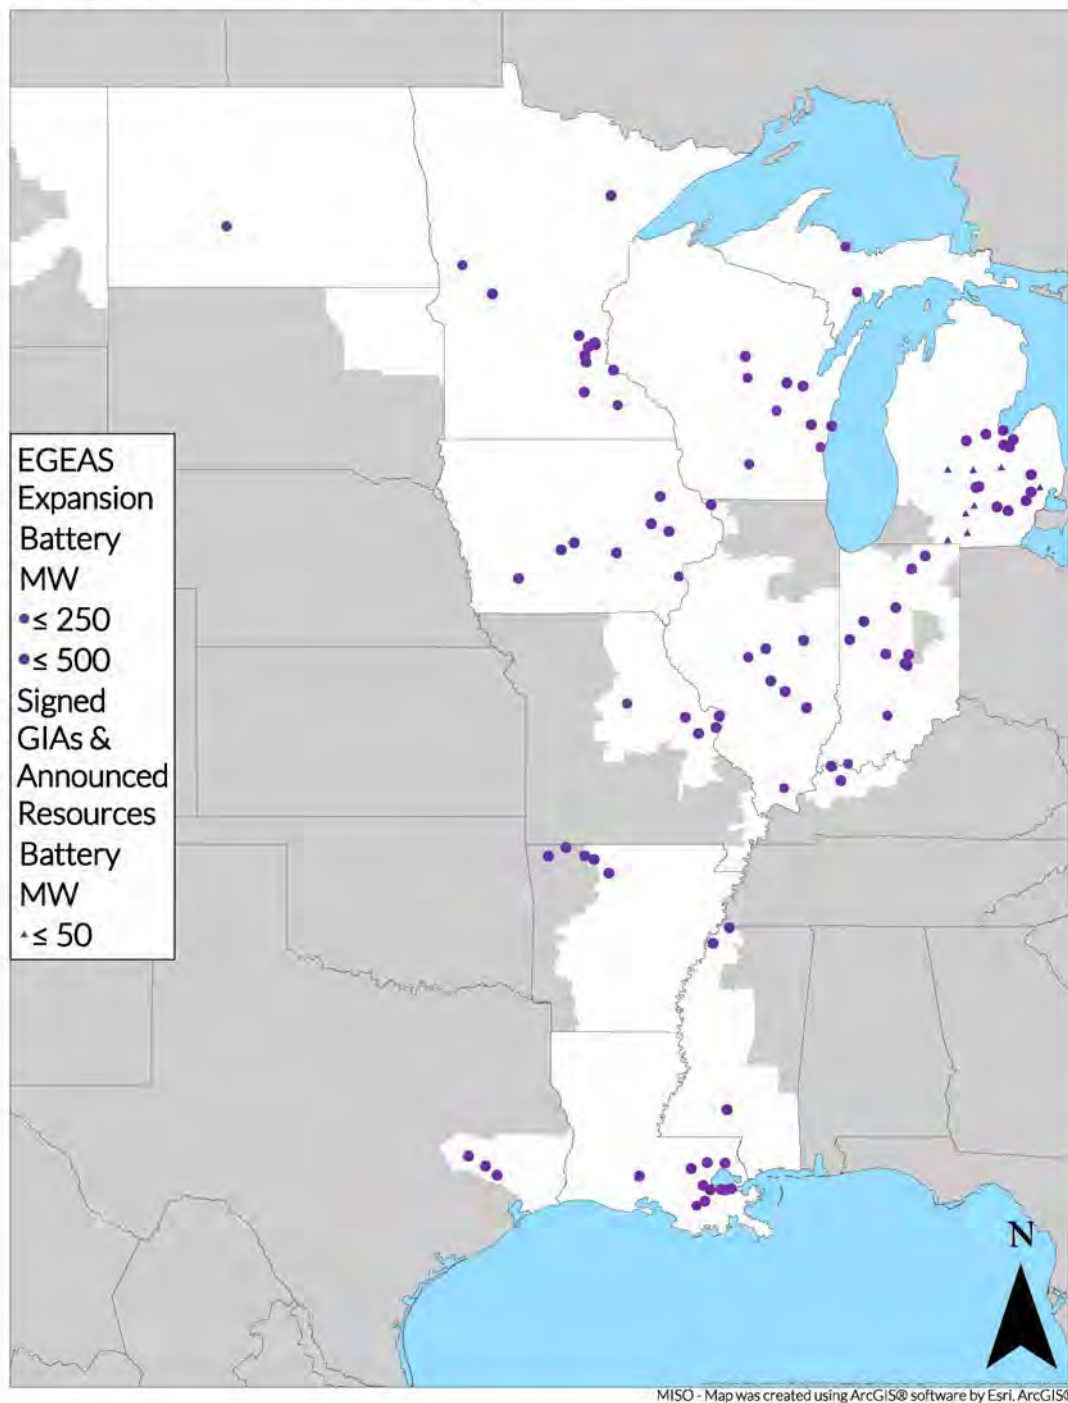 EGEAS
Expansion
Battery
MW
≤ 250
≤ 500
Signed
GIAs &
Announced
Resources
Battery
MW
≤ 50
N
MISO - Map was created using ArcGIS® software by Esri. ArcGIS®